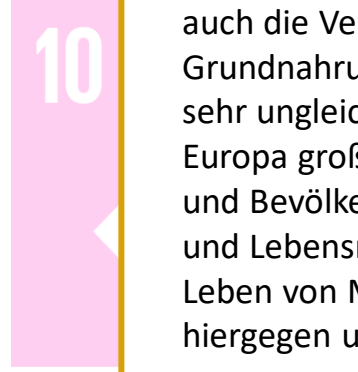 10
auch die Ve
Grundnahru
sehr ungleic
Europa groß
und Bevölke
und Lebensr
Leben von M
hiergegen u